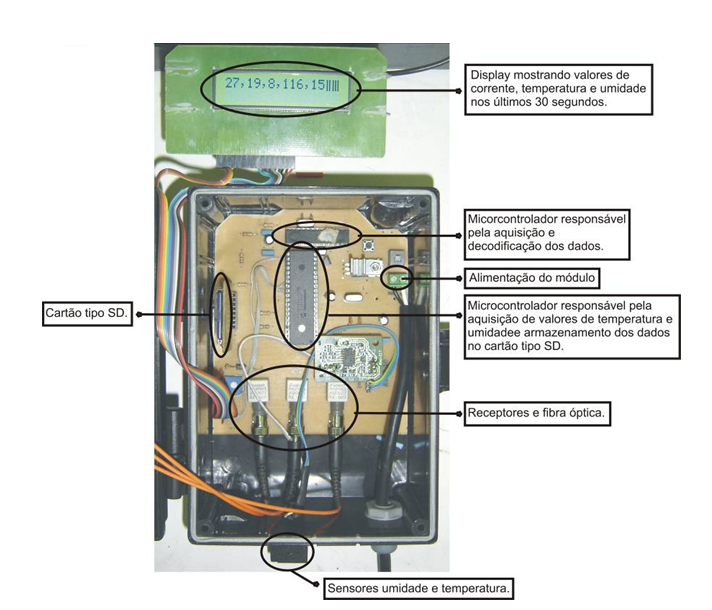 27,19,8,116,15
Display mostrando valores de
corrente, temperatura e umidade
nos últimos 30 segundos.
Micorcontrolador responsável
pela aquisição e
decodificação dos dados.
Alimentação do módulo
Cartão tipo SD.
Microcontrolador responsável pela
aquisição de valores de temperatura e
umidadee armazenamento dos dados
no cartão tipo SD.
Receptores e fibra óptica.
Sensores umidade e temperatura.